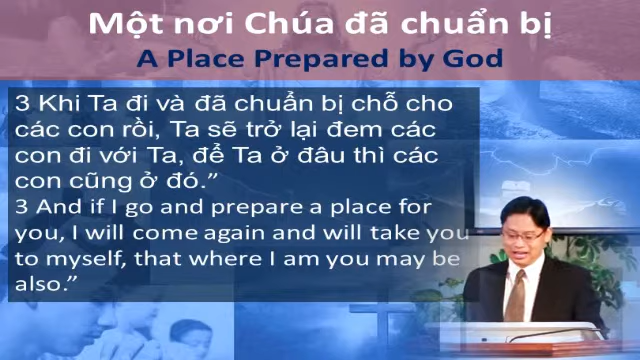 Một nơi Chúa đã chuẩn bị
A Place Prepared by God
3 Khi Ta đi và đã chuẩn bị chỗ cho
các con rồi, Ta sẽ trở lại đem các
con đi với Ta, để Ta ở đâu thì các
con cũng ở đó.”
3 And if I go and prepare a place for
you, I will come again and will take you
to myself, that where I am you may be
also.”